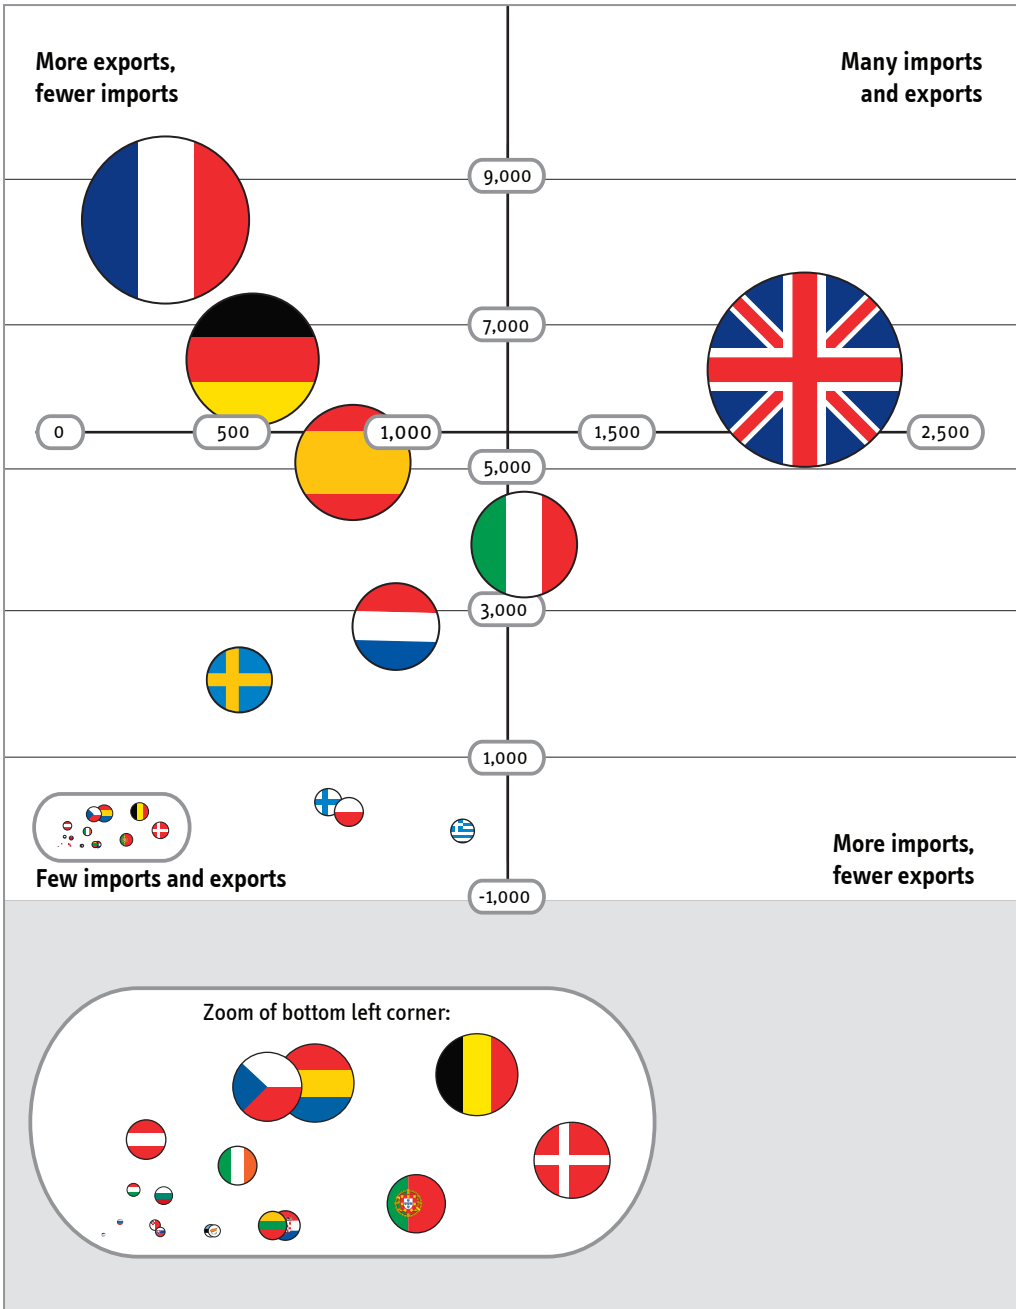 More exports,
fewer imports
Many imports
and exports
9,000
7,000
0
500
1,000
1,500
2,500
5,000
3,000
1,000
Few imports and exports
More imports,
fewer exports
-1,000
Zoom of bottom left corner: